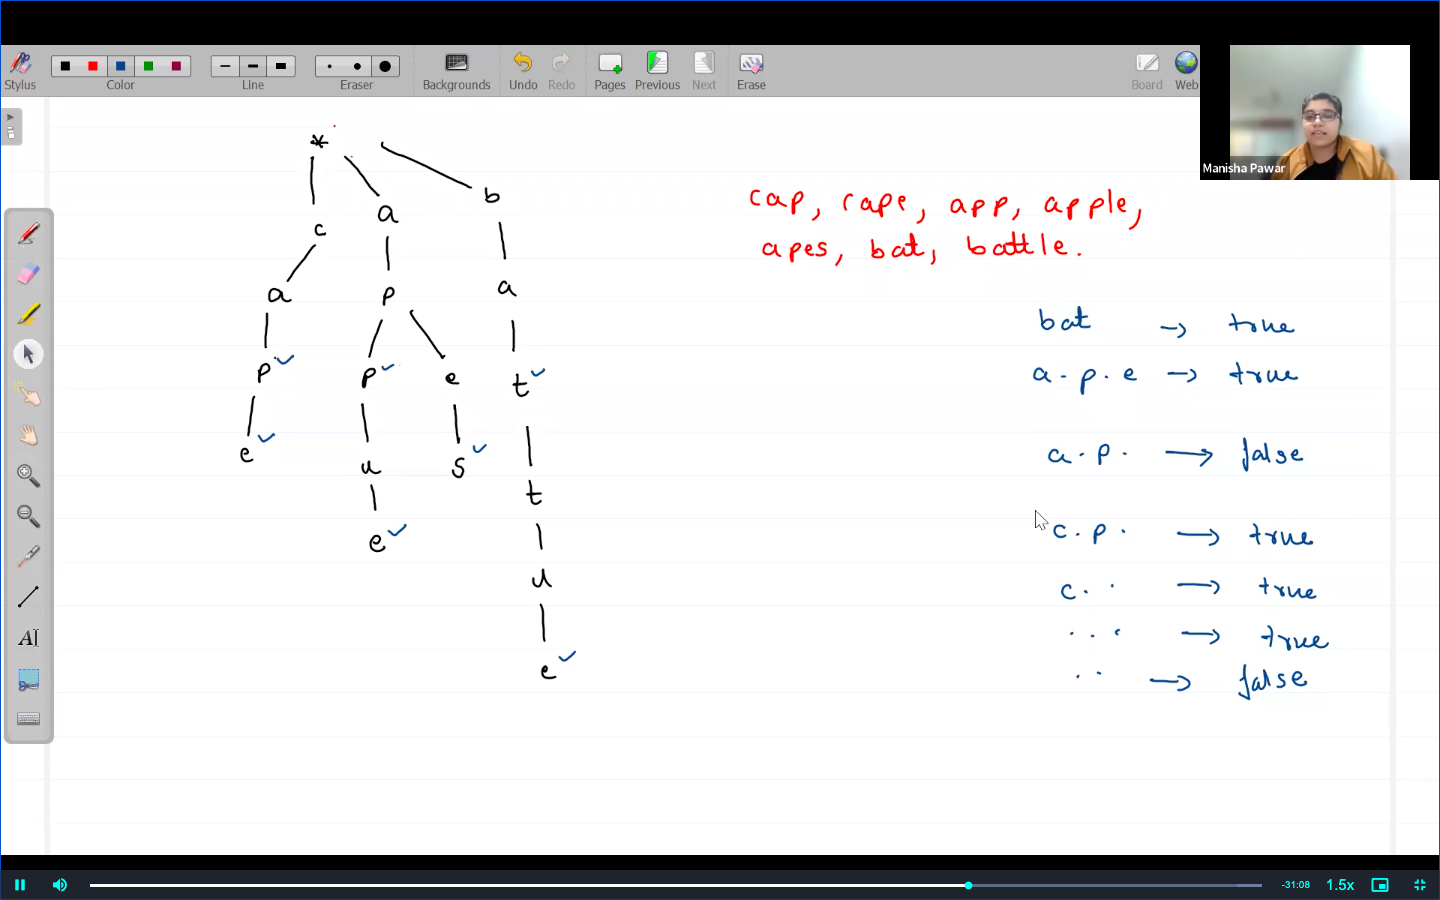 Stylus Color Line Eraser Backgrounds Undo Redo Pages Previous Next Erase Board Web
Manisha Pawar
*
c a b
a p a
p p e t
e u s t
e u
e
cap, cape, app, apple,
apes, bat, battle.
bat → true
a . p . e → true
a . p . → false
c . p . → true
c . . → true
. . . → true
. . → false
AI
-31:08 1.5x